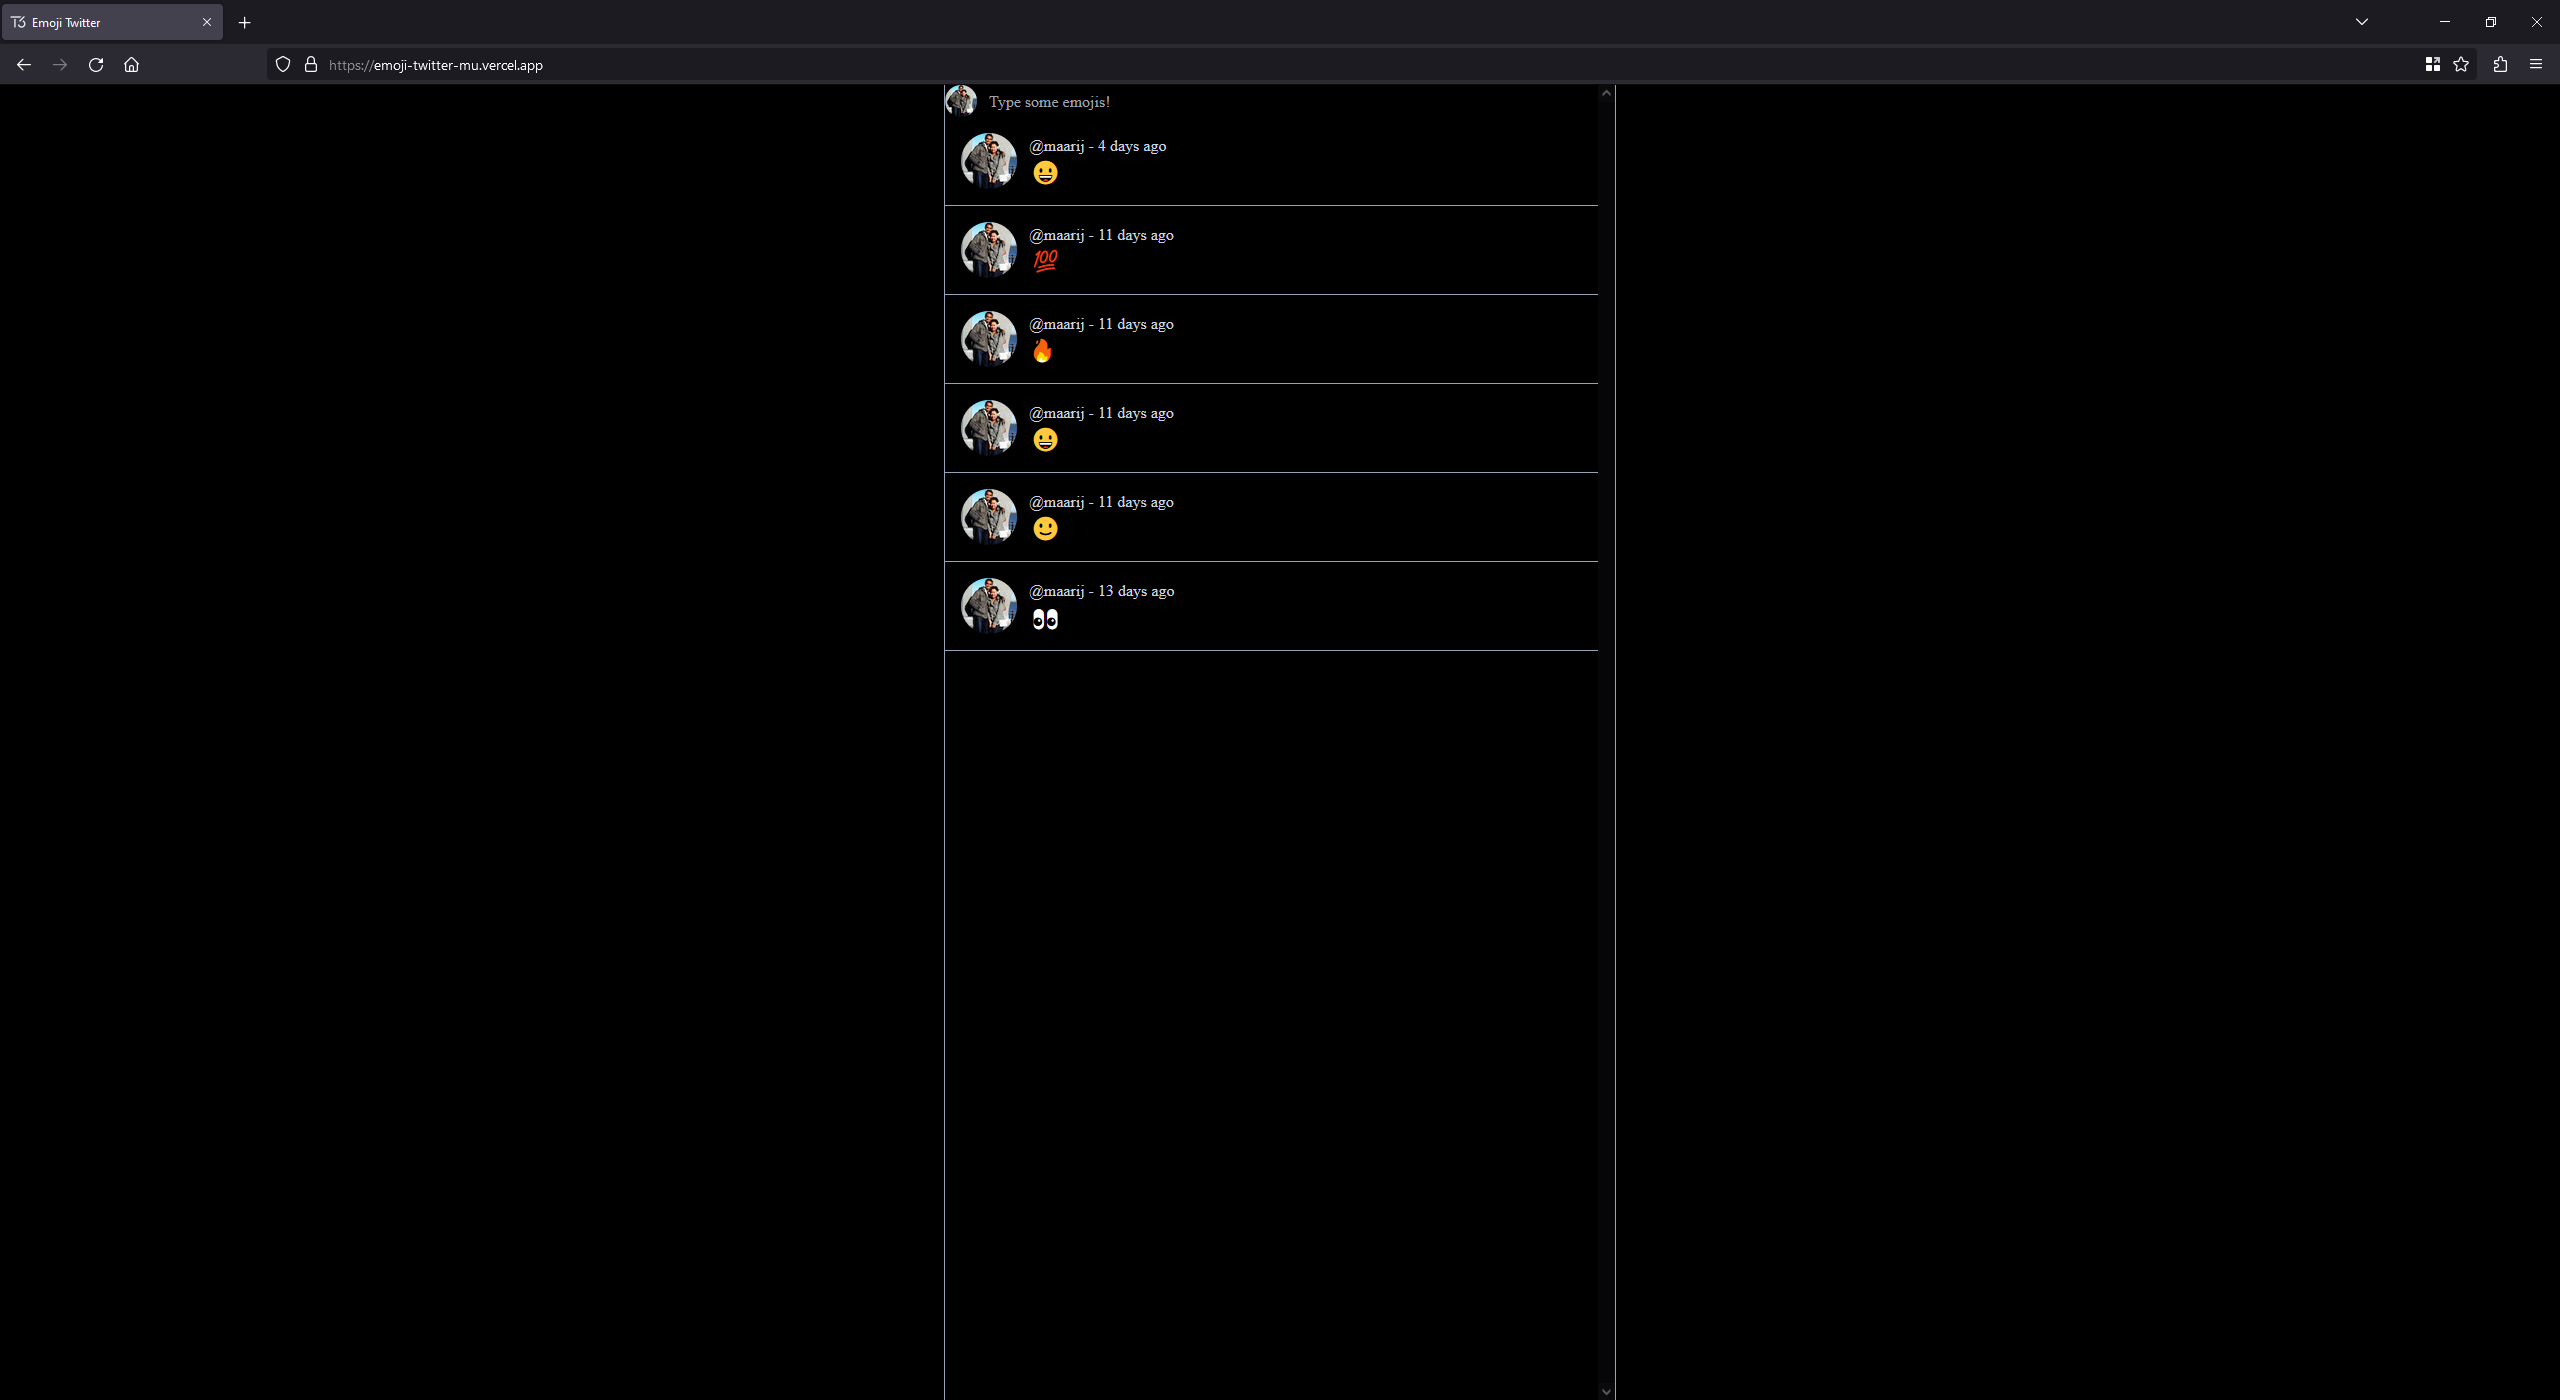 Emoji Twitter
https://emoji-twitter-mu.vercel.app
Type some emojis!
@maarij - 4 days ago
😀
@maarij - 11 days ago
💯
@maarij - 11 days ago
🔥
@maarij - 11 days ago
😀
@maarij - 11 days ago
🙂
@maarij - 13 days ago
👀